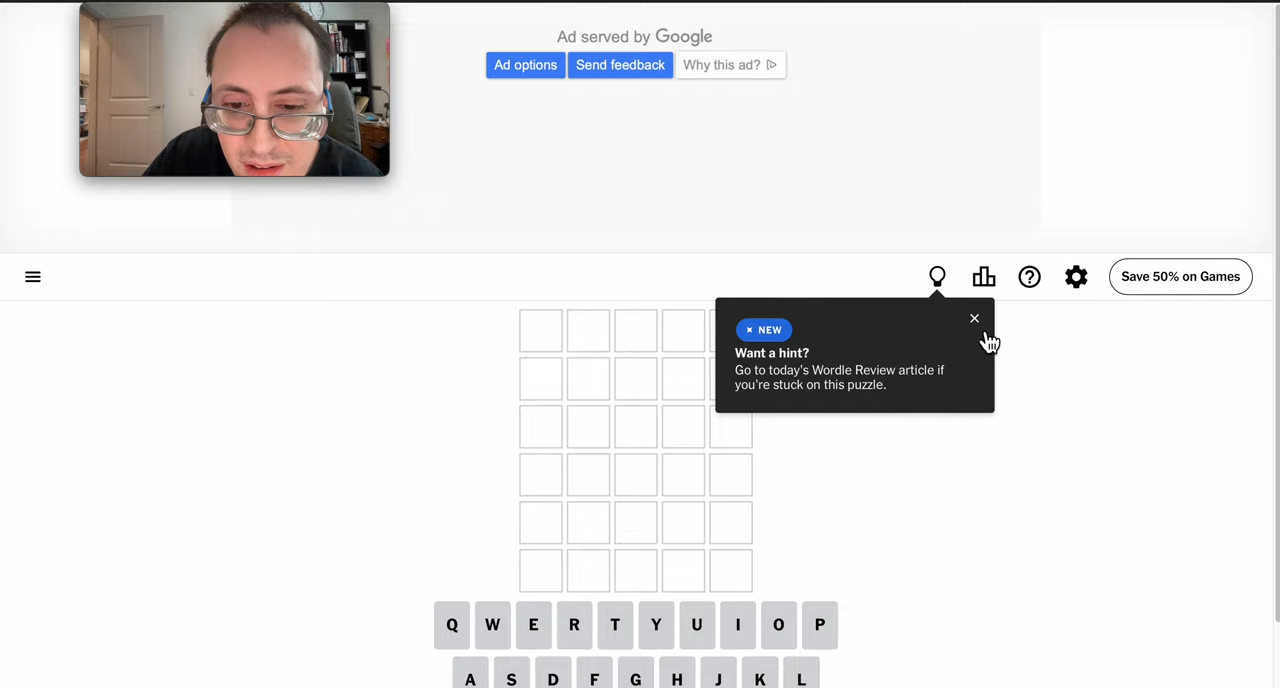 Ad served by Google
Ad options Send feedback Why this ad?
Save 50% on Games
NEW
Want a hint?
Go to today's Wordle Review article if
you're stuck on this puzzle.
Q W E R T Y U I O P
A S D F G H J K L